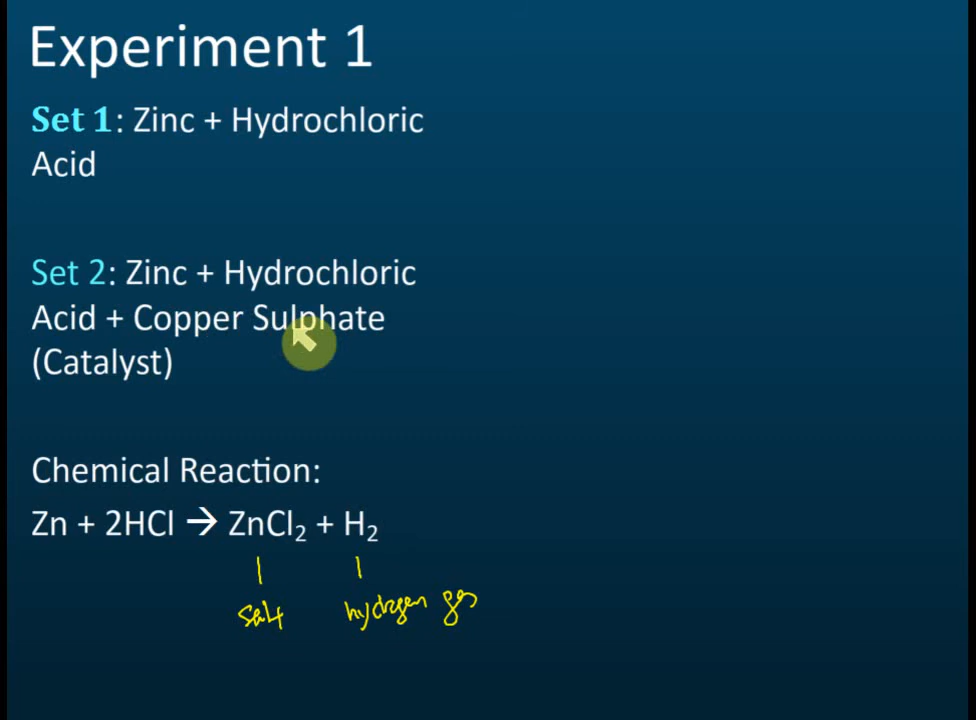 Experiment 1
Set 1: Zinc + Hydrochloric
Acid
Set 2: Zinc + Hydrochloric
Acid + Copper Sulphate
(Catalyst)
Chemical Reaction:
Zn + 2HCl → ZnCl₂ + H₂
salt hydrogen gas